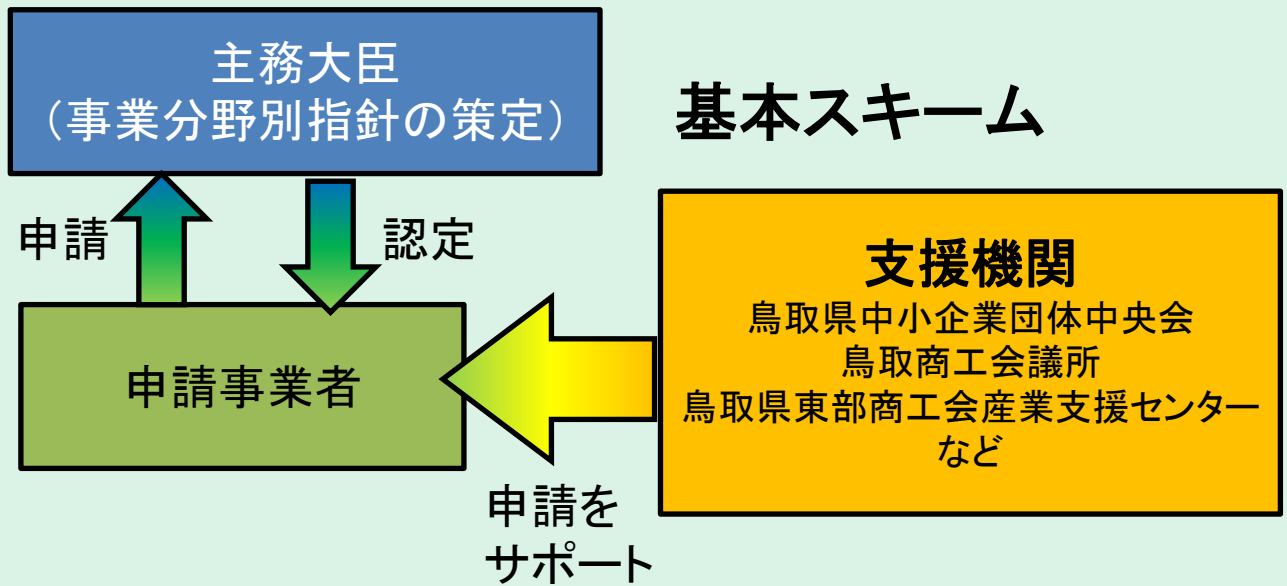 主務大臣
（事業分野別指針の策定）
基本スキーム
申請
認定
申請事業者
支援機関
鳥取県中小企業団体中央会
鳥取商工会議所
鳥取県東部商工会産業支援センター
など
申請を
サポート